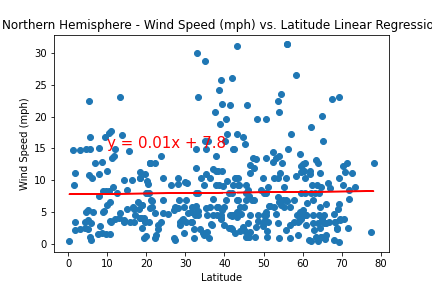 Northern Hemisphere - Wind Speed (mph) vs. Latitude Linear Regressio
30
25
20
15
10
5
0
Wind Speed (mph)
y = 0.01x + 7.8
0 10 20 30 40 50 60 70 80
Latitude